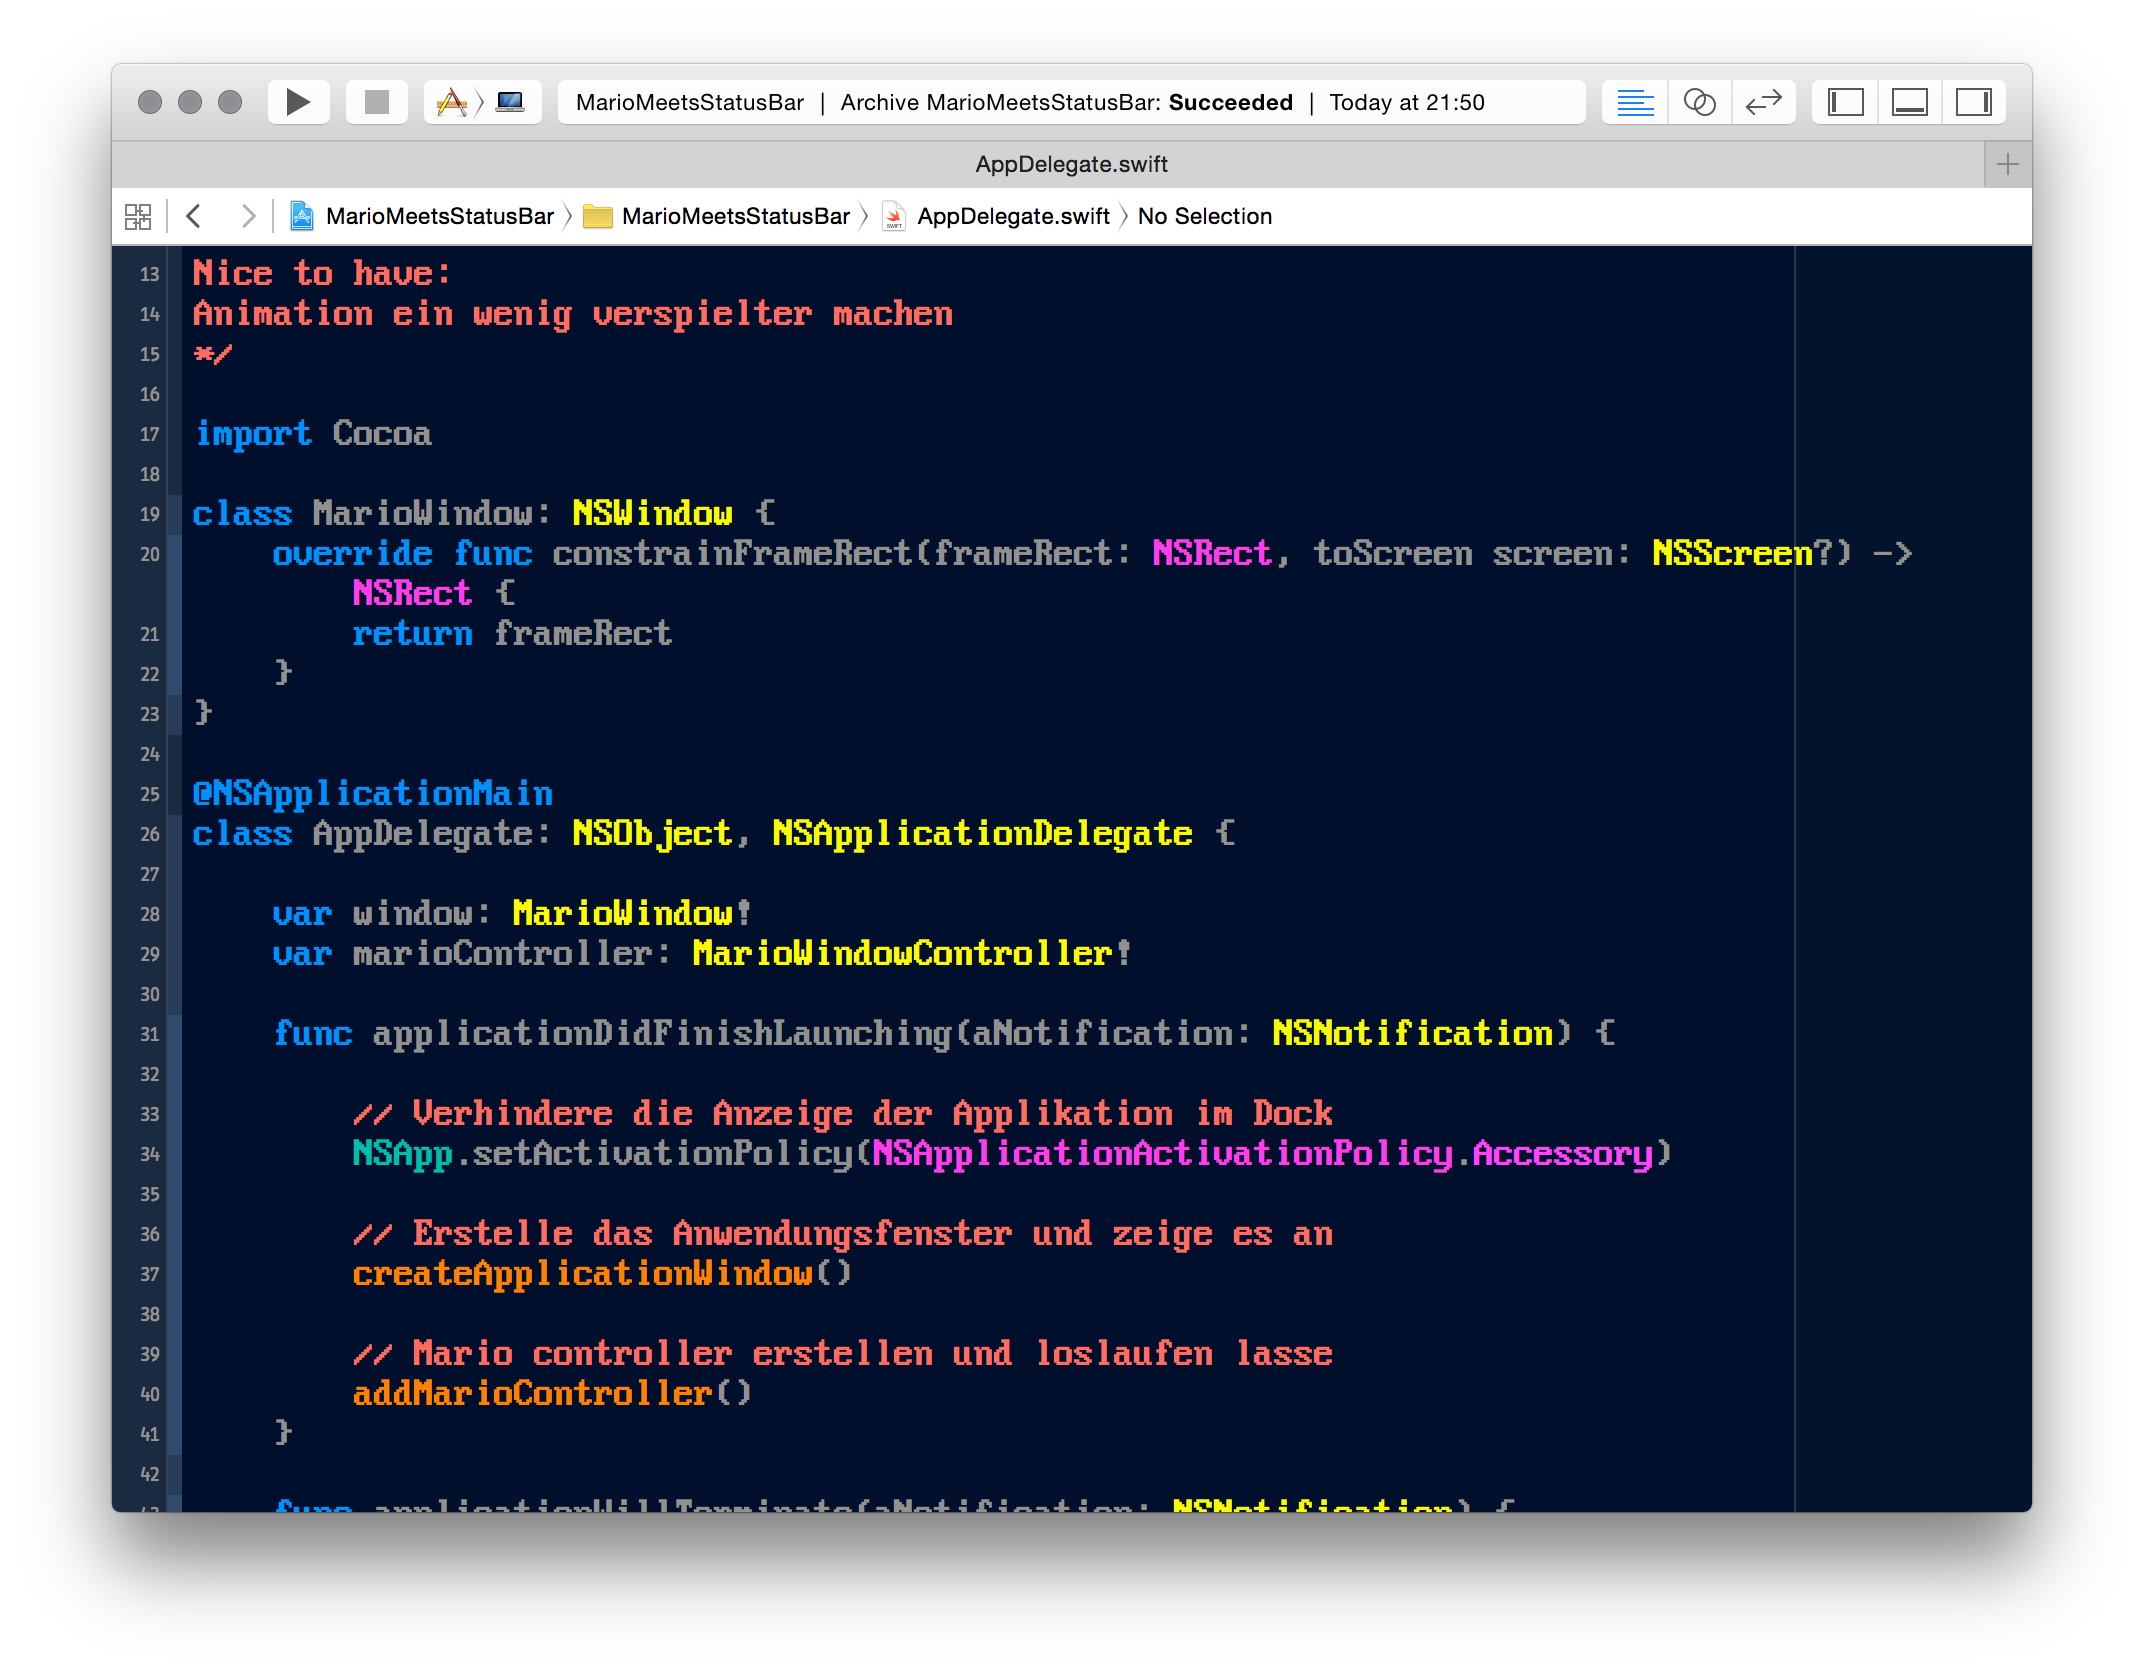 MarioMeetsStatusBar | Archive MarioMeetsStatusBar: Succeeded | Today at 21:50
AppDelegate.swift
MarioMeetsStatusBar MarioMeetsStatusBar AppDelegate.swift No Selection
13 Nice to have:
14 Animation ein wenig verspielter machen
15 */
16
17 import Cocoa
18
19 class MarioWindow: NSWindow {
20 override func constrainFrameRect(frameRect: NSRect, toScreen screen: NSScreen?) ->
NSRect {
21 return frameRect
22 }
23 }
24
25 @NSApplicationMain
26 class AppDelegate: NSObject, NSApplicationDelegate {
27
28 var window: MarioWindow!
29 var marioController: MarioWindowController!
30
31 func applicationDidFinishLaunching(aNotification: NSNotification) {
32
33 // Verhindere die Anzeige der Applikation im Dock
34 NSApp.setActivationPolicy(NSApplicationActivationPolicy.Accessory)
35
36 // Erstelle das Anwendungsfenster und zeige es an
37 createApplicationWindow()
38
39 // Mario controller erstellen und loslaufen lasse
40 addMarioController()
41 }
42
43 func applicationWillTerminate(aNotification: NSNotification) {